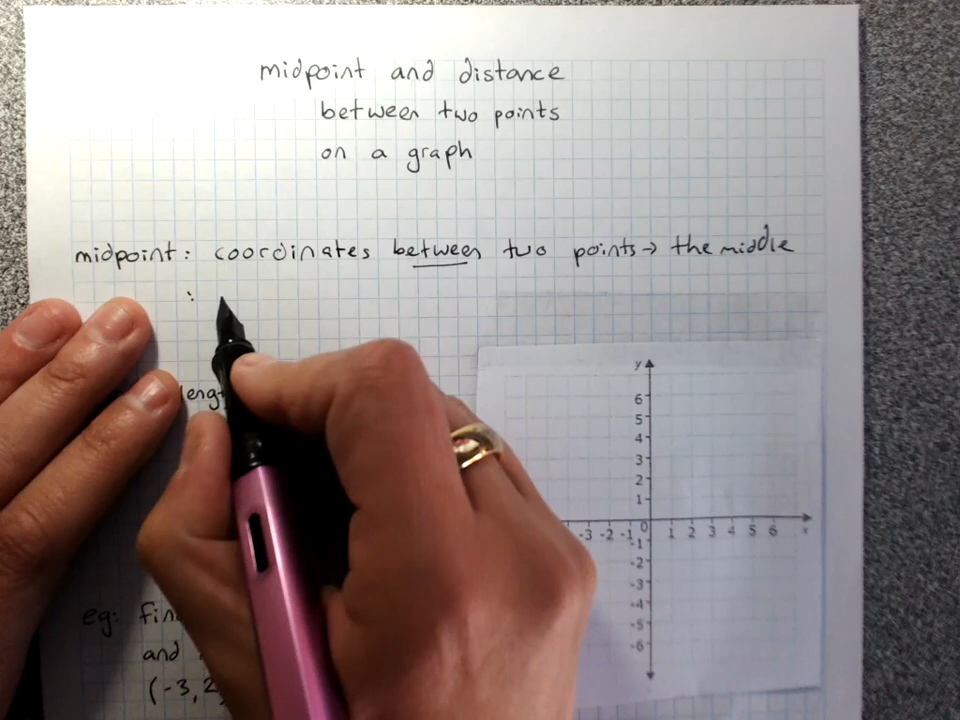 midpoint and distance
between two points
on a graph
midpoint: coordinates between two points → the middle
:
eg:
and
(-3, 2
y
6
5
4
3
2
1
-3 -2 -1 0 1 2 3 4 5 6 x
-1
-2
-3
-4
-5
-6